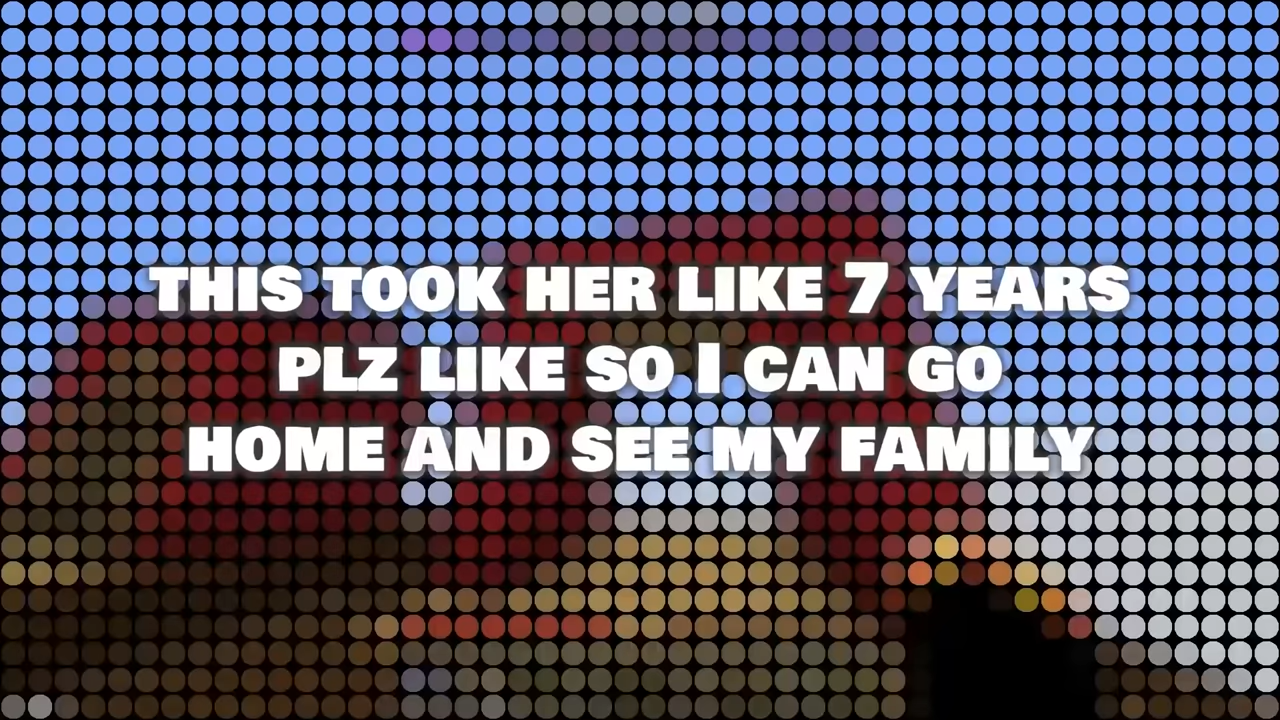 THIS TOOK HER LIKE 7 YEARS
PLZ LIKE SO I CAN GO
HOME AND SEE MY FAMILY